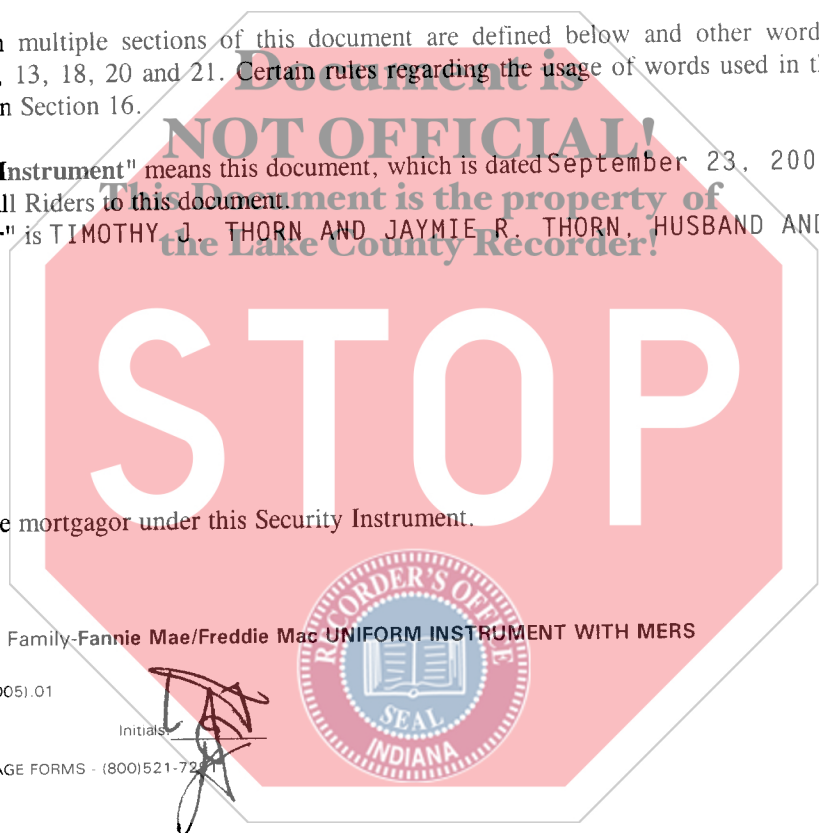 multiple sections of this document are defined below and other word
, 13, 18, 20 and 21. Certain rules regarding the usage of words used in
n Section 16.
Document is
NOT OFFICIAL!
This Document is the property of
the Lake County Recorder!
Instrument" means this document, which is dated September 23, 200
ll Riders to this document.
" is TIMOTHY J. THORN AND JAYMIE R. THORN, HUSBAND AND
STOP
e mortgagor under this Security Instrument.
RECORDER'S OFFICE
SEAL
INDIANA
Family-Fannie Mae/Freddie Mac UNIFORM INSTRUMENT WITH MERS
005).01
Initials:
AGE FORMS - (800)521-72